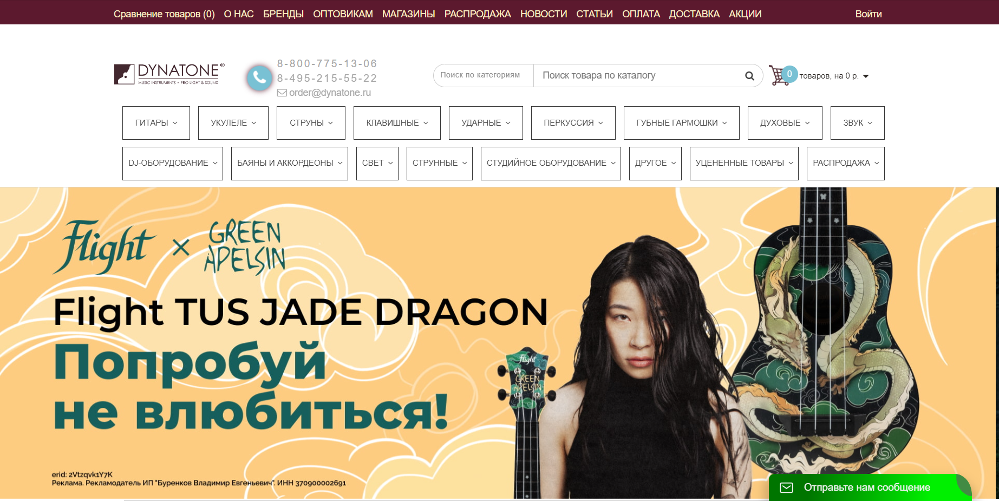 Сравнение товаров (0) О НАС БРЕНДЫ ОПТОВИКАМ МАГАЗИНЫ РАСПРОДАЖА НОВОСТИ СТАТЬИ ОПЛАТА ДОСТАВКА АКЦИИ Войти
DYNATONE®
MUSIC INSTRUMENTS • PRO LIGHT & SOUND
8-800-775-13-06
8-495-215-55-22
order@dynatone.ru
Поиск по категориям Поиск товара по каталогу
0 товаров, на 0 р.
ГИТАРЫ УКУЛЕЛЕ СТРУНЫ КЛАВИШНЫЕ УДАРНЫЕ ПЕРКУССИЯ ГУБНЫЕ ГАРМОШКИ ДУХОВЫЕ ЗВУК
DJ-ОБОРУДОВАНИЕ БАЯНЫ И АККОРДЕОНЫ СВЕТ СТРУННЫЕ СТУДИЙНОЕ ОБОРУДОВАНИЕ ДРУГОЕ УЦЕНЕННЫЕ ТОВАРЫ РАСПРОДАЖА
Flight × GREEN
APELSIN
Flight TUS JADE DRAGON
Попробуй
не влюбиться!
flight
GREEN
APELSIN
erid: 2Vtzqvk1Y7K
Реклама. Рекламодатель ИП "Буренков Владимир Евгеньевич". ИНН 370900002691
Отправьте нам сообщение